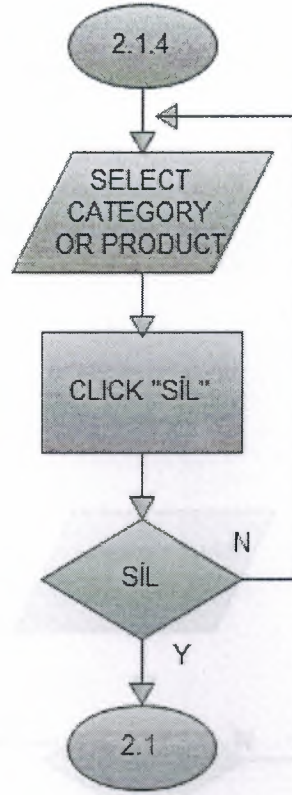 2.1.4
SELECT
CATEGORY
OR PRODUCT
CLICK "SİL"
SİL
N
Y
2.1